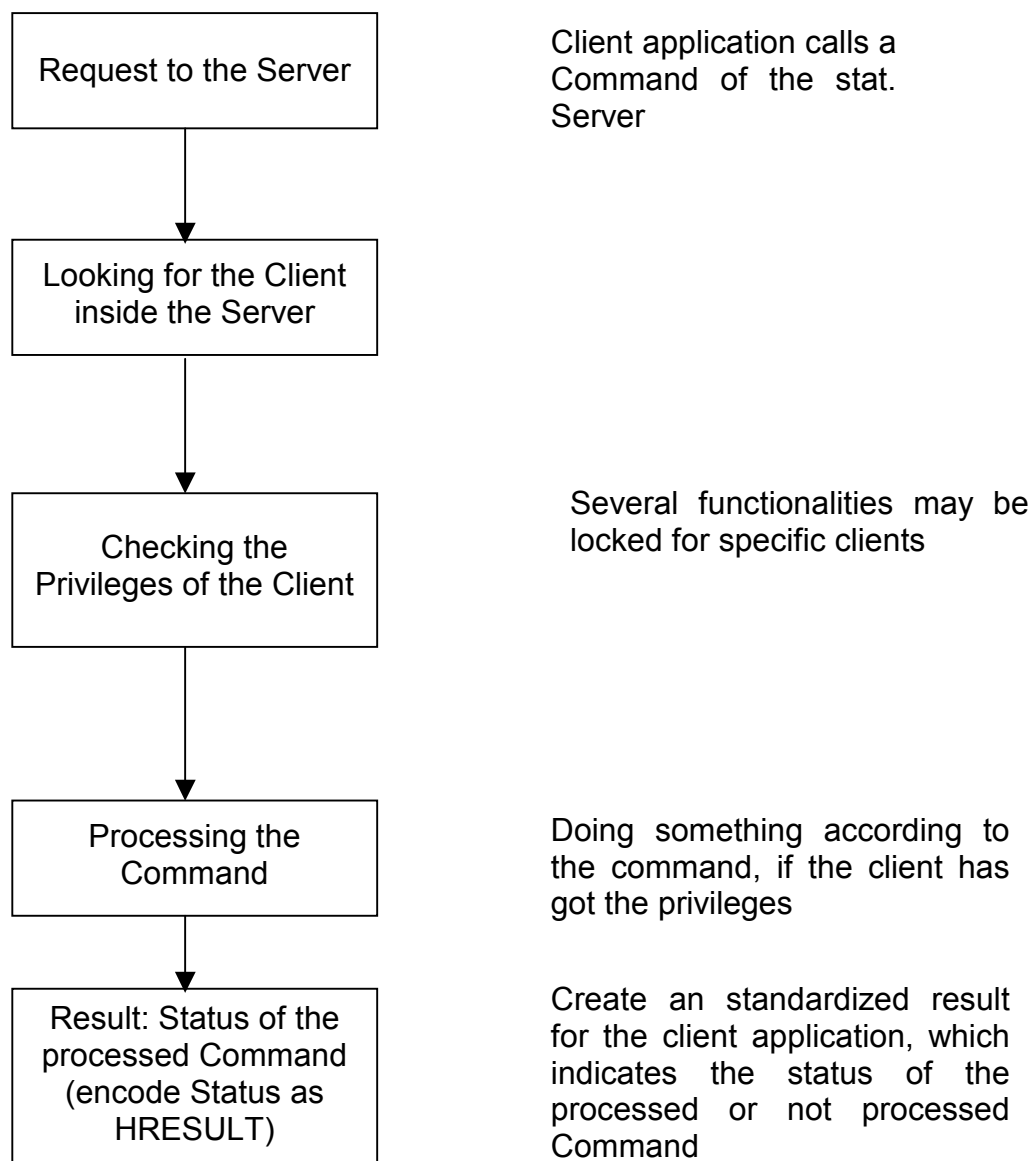 Request to the Server
Client application calls a
Command of the stat.
Server
Looking for the Client
inside the Server
Checking the
Privileges of the Client
Several functionalities may be
locked for specific clients
Processing the
Command
Doing something according to
the command, if the client has
got the privileges
Result: Status of the
processed Command
(encode Status as
HRESULT)
Create an standardized result
for the client application, which
indicates the status of the
processed or not processed
Command